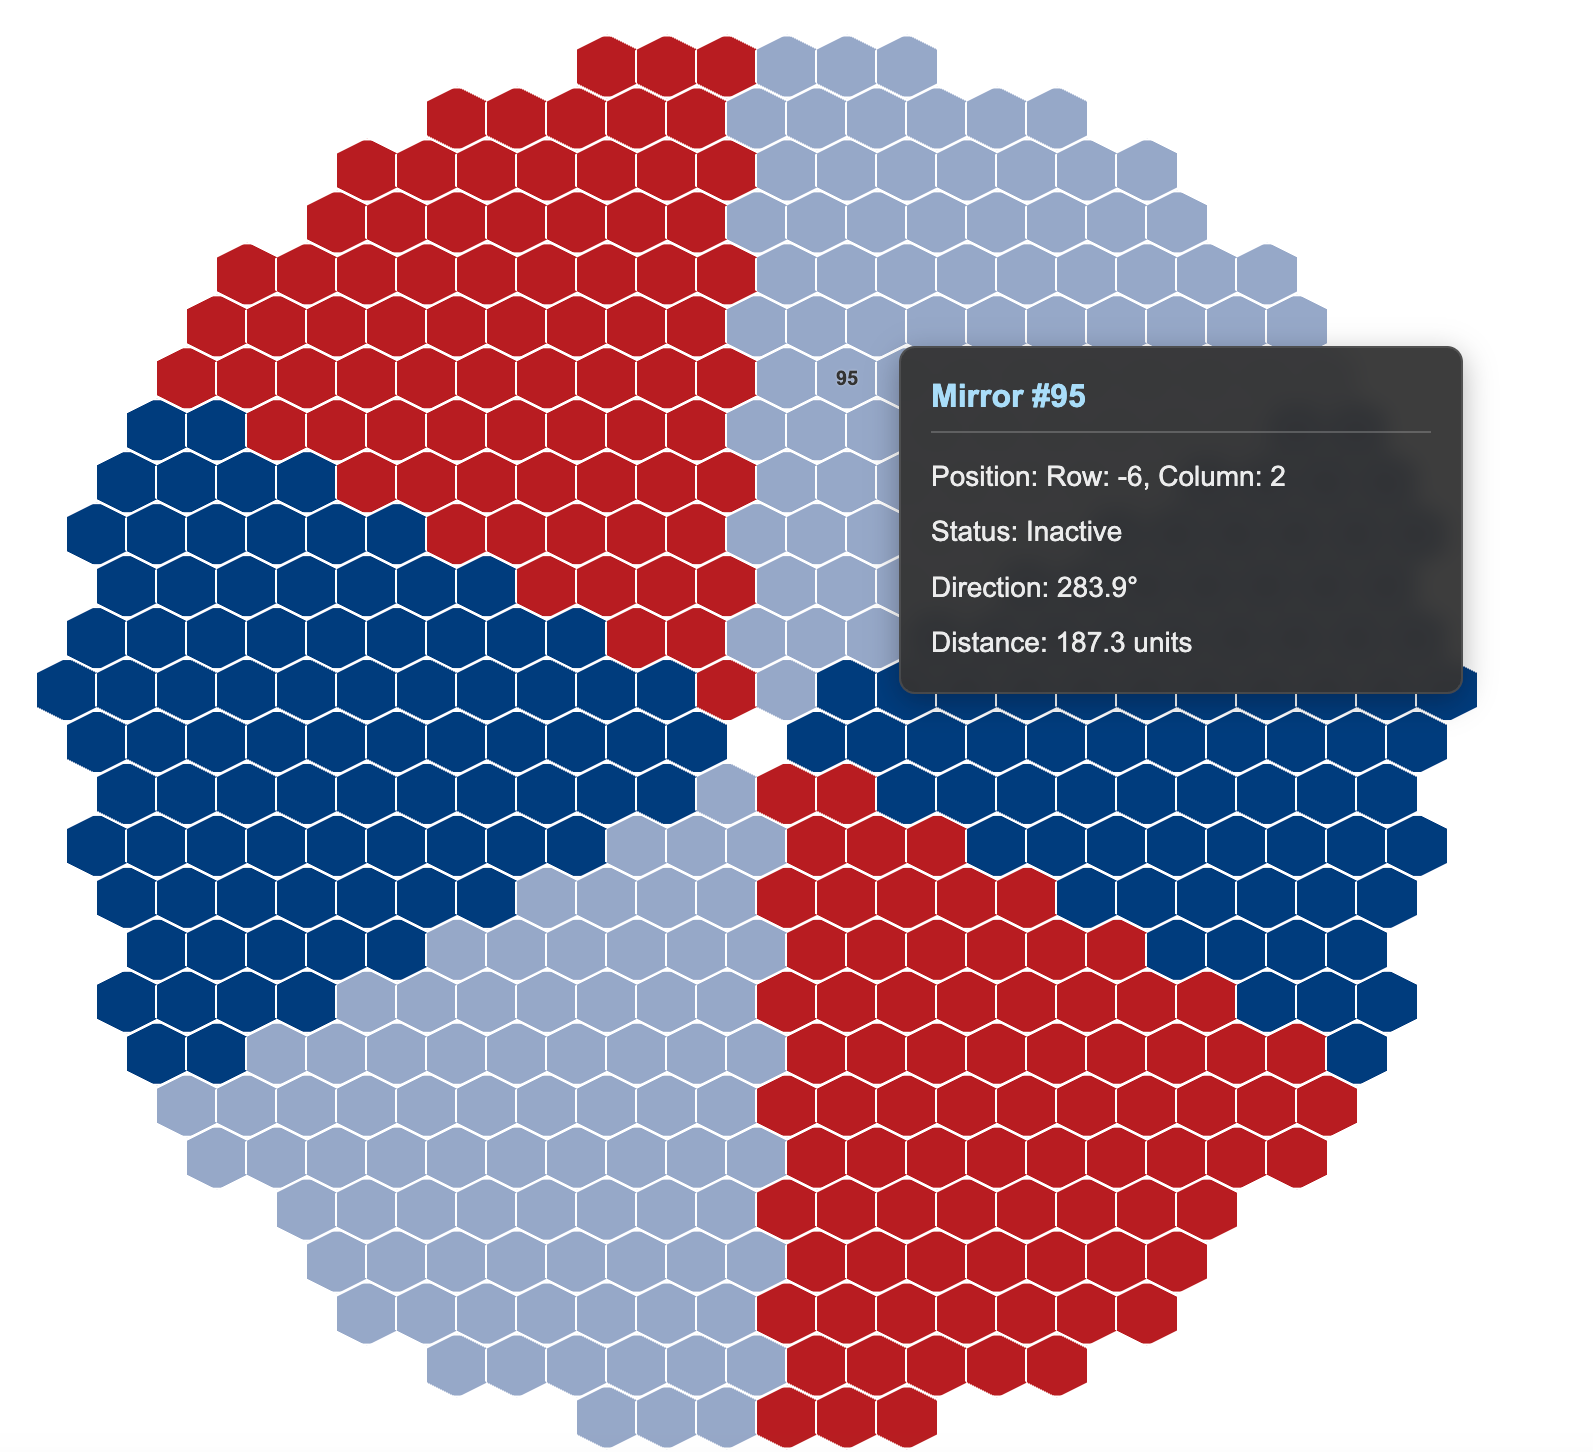 95
Mirror #95
Position: Row: -6, Column: 2
Status: Inactive
Direction: 283.9°
Distance: 187.3 units